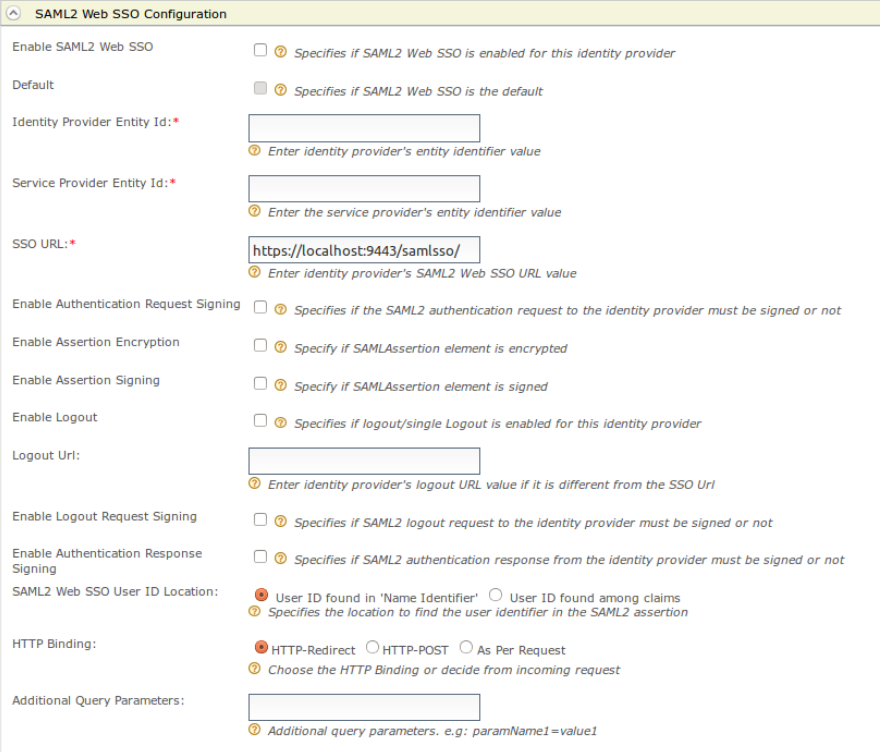 SAML2 Web SSO Configuration
Enable SAML2 Web SSO
? Specifies if SAML2 Web SSO is enabled for this identity provider
Default
? Specifies if SAML2 Web SSO is the default
Identity Provider Entity Id:*
? Enter identity provider's entity identifier value
Service Provider Entity Id:*
? Enter the service provider's entity identifier value
SSO URL:*
https://localhost:9443/samlsso/
? Enter identity provider's SAML2 Web SSO URL value
Enable Authentication Request Signing
? Specifies if the SAML2 authentication request to the identity provider must be signed or not
Enable Assertion Encryption
? Specify if SAMLAssertion element is encrypted
Enable Assertion Signing
? Specify if SAMLAssertion element is signed
Enable Logout
? Specifies if logout/single Logout is enabled for this identity provider
Logout Url:
? Enter identity provider's logout URL value if it is different from the SSO Url
Enable Logout Request Signing
? Specifies if SAML2 logout request to the identity provider must be signed or not
Enable Authentication Response
Signing
? Specifies if SAML2 authentication response from the identity provider must be signed or not
SAML2 Web SSO User ID Location:
User ID found in 'Name Identifier' User ID found among claims
? Specifies the location to find the user identifier in the SAML2 assertion
HTTP Binding:
HTTP-Redirect HTTP-POST As Per Request
? Choose the HTTP Binding or decide from incoming request
Additional Query Parameters:
? Additional query parameters. e.g: paramName1=value1